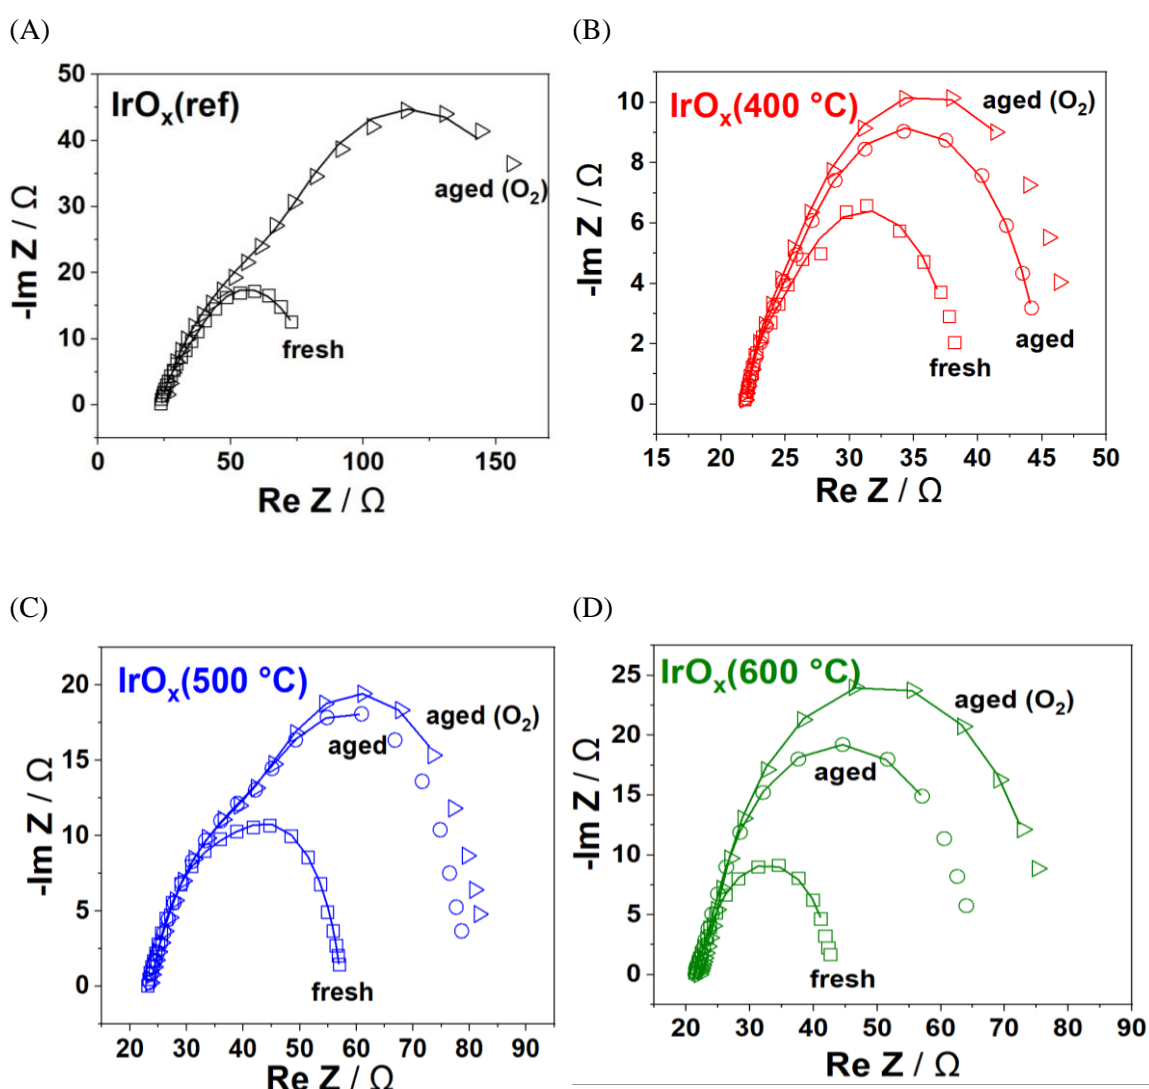 (A)
(B)
IrOₓ(ref)
50
40
30
20
10
0
-Im Z / Ω
aged (O₂)
fresh
0
50
100
150
Re Z / Ω
IrOₓ(400 °C)
10
8
6
4
2
0
-Im Z / Ω
aged (O₂)
aged
fresh
15
20
25
30
35
40
45
50
Re Z / Ω
(C)
(D)
IrOₓ(500 °C)
20
15
10
5
0
-Im Z / Ω
aged (O₂)
aged
fresh
20
30
40
50
60
70
80
90
Re Z / Ω
IrOₓ(600 °C)
25
20
15
10
5
0
-Im Z / Ω
aged (O₂)
aged
fresh
20
30
40
50
60
70
80
90
Re Z / Ω